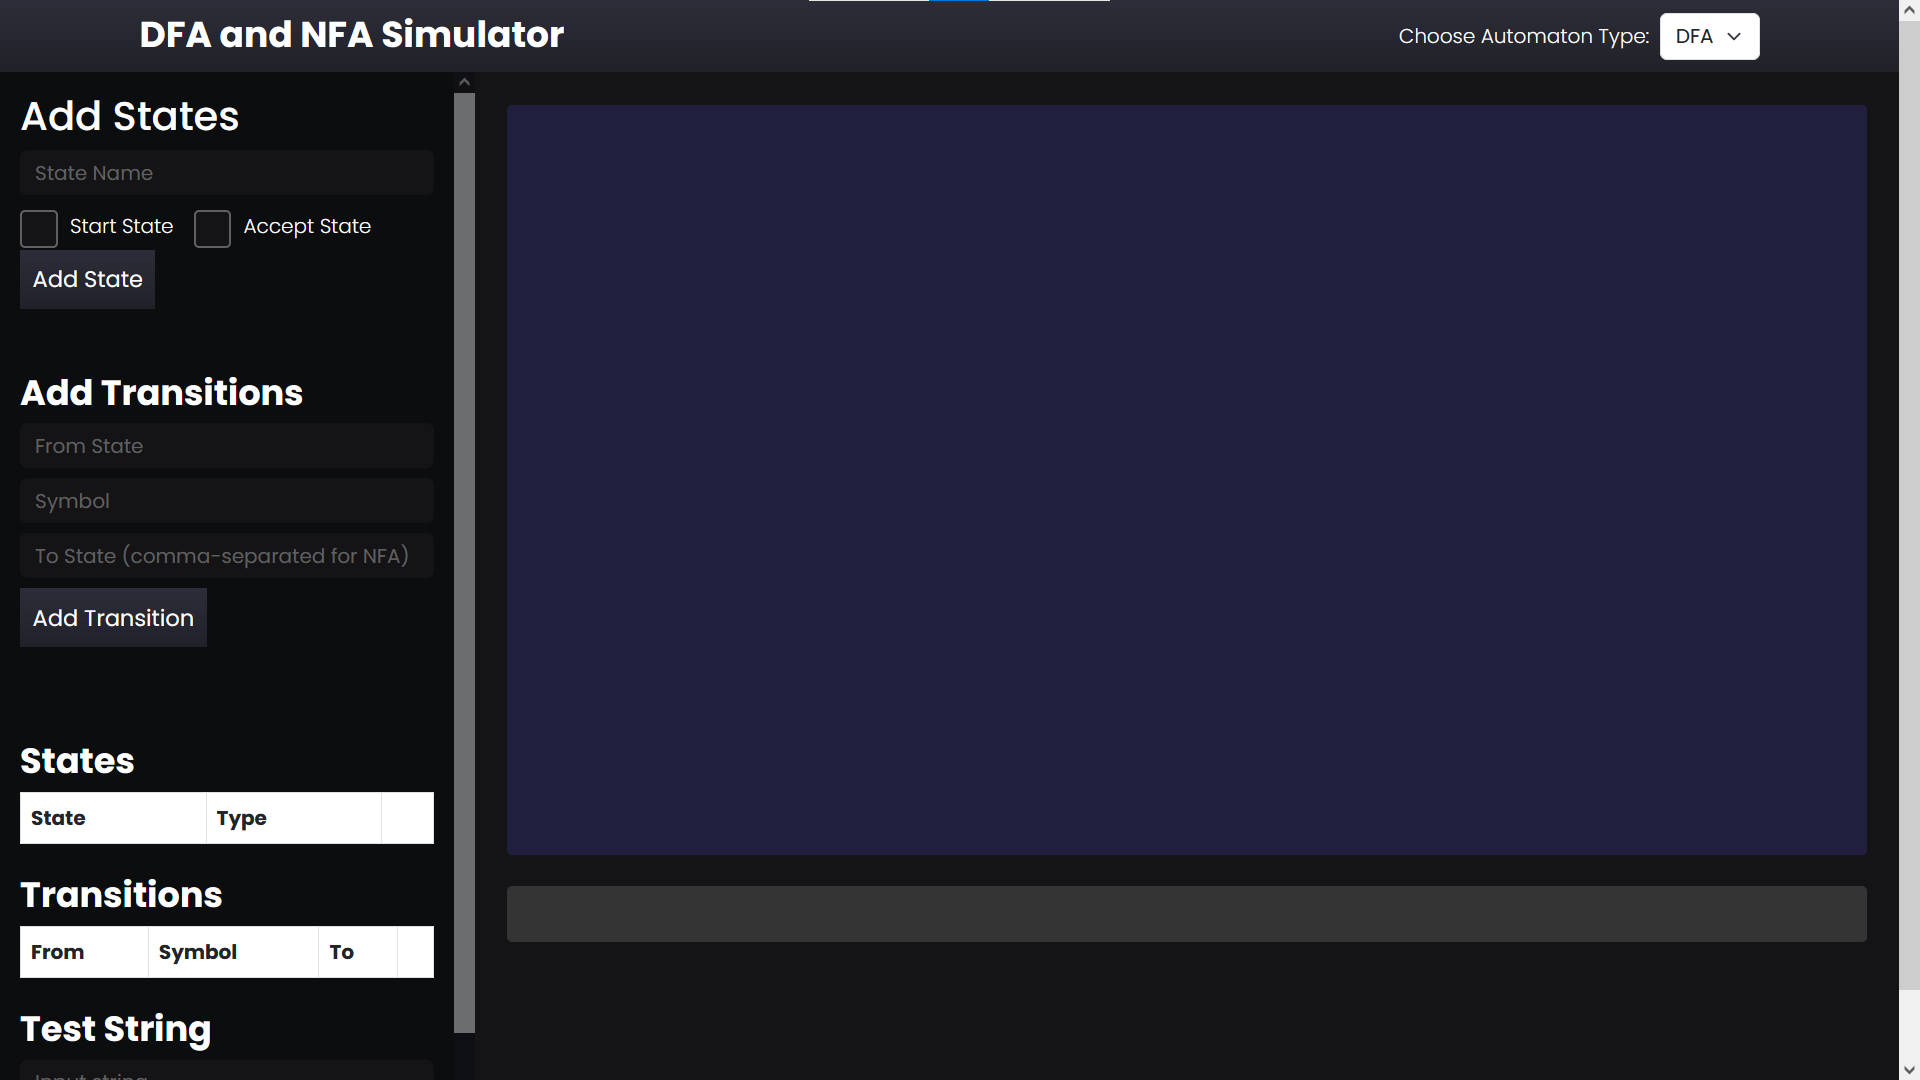 DFA and NFA Simulator
Choose Automaton Type: DFA
Add States
State Name
Start State Accept State
Add State
Add Transitions
From State
Symbol
To State (comma-separated for NFA)
Add Transition
States
State Type
Transitions
From Symbol To
Test String
Input string